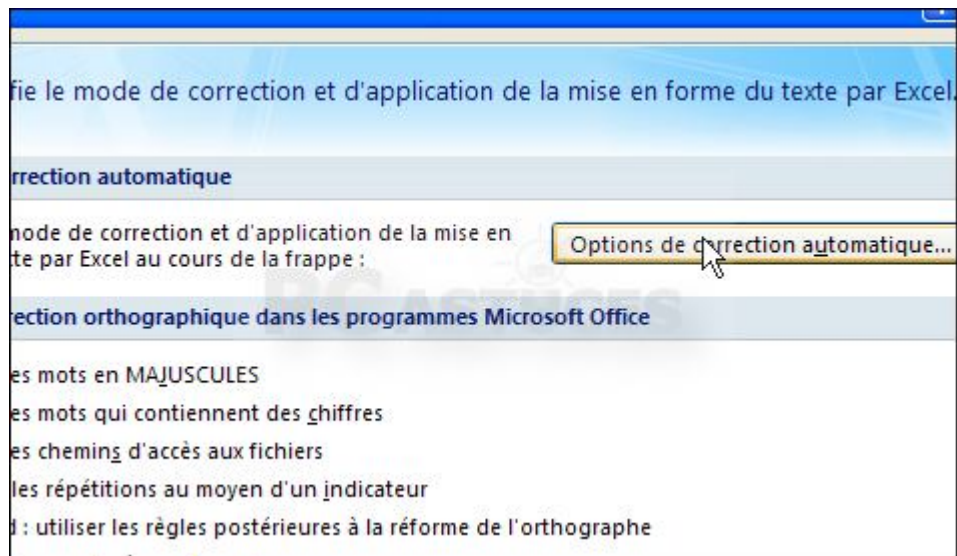 fie le mode de correction et d'application de la mise en forme du texte par Excel.
rrection automatique
mode de correction et d'application de la mise en
te par Excel au cours de la frappe :
Options de correction automatique...
PC ASTUCES
rection orthographique dans les programmes Microsoft Office
es mots en MAJUSCULES
es mots qui contiennent des chiffres
es chemins d'accès aux fichiers
les répétitions au moyen d'un indicateur
: utiliser les règles postérieures à la réforme de l'orthographe